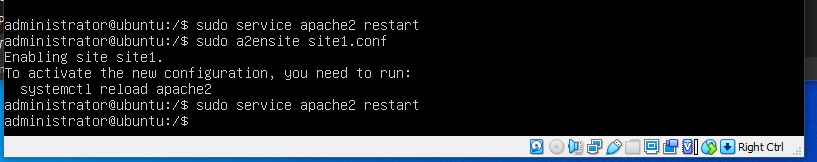 administrator@ubuntu:/$ sudo service apache2 restart
administrator@ubuntu:/$ sudo a2ensite site1.conf
Enabling site site1.
To activate the new configuration, you need to run:
  systemctl reload apache2
administrator@ubuntu:/$ sudo service apache2 restart
administrator@ubuntu:/$
Right Ctrl